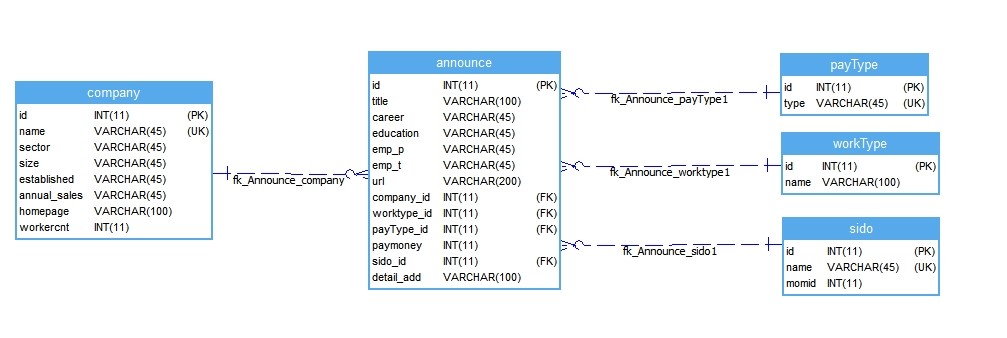 company
id INT(11) (PK)
name VARCHAR(45) (UK)
sector VARCHAR(45)
size VARCHAR(45)
established VARCHAR(45)
annual_sales VARCHAR(45)
homepage VARCHAR(100)
workercnt INT(11)
fk_Announce_company
announce
id INT(11) (PK)
title VARCHAR(100)
career VARCHAR(45)
education VARCHAR(45)
emp_p VARCHAR(45)
emp_t VARCHAR(45)
url VARCHAR(200)
company_id INT(11) (FK)
worktype_id INT(11) (FK)
payType_id INT(11) (FK)
paymoney INT(11)
sido_id INT(11) (FK)
detail_add VARCHAR(100)
fk_Announce_payType1
fk_Announce_worktype1
fk_Announce_sido1
payType
id INT(11) (PK)
type VARCHAR(45) (UK)
workType
id INT(11) (PK)
name VARCHAR(100)
sido
id INT(11) (PK)
name VARCHAR(45) (UK)
momid INT(11)